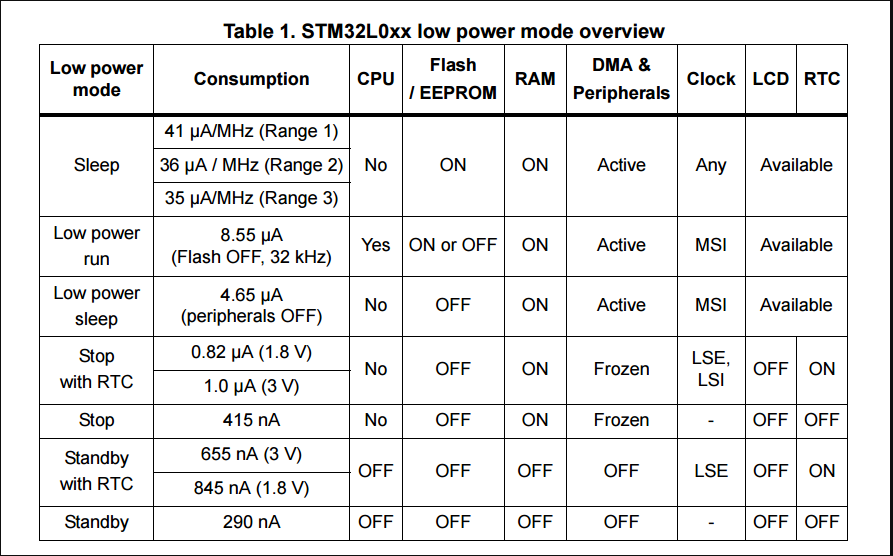 Table 1. STM32L0xx low power mode overview
Low power mode | Consumption | CPU | Flash / EEPROM | RAM | DMA & Peripherals | Clock | LCD | RTC
Sleep | 41 µA/MHz (Range 1) | No | ON | ON | Active | Any | Available
36 µA / MHz (Range 2)
35 µA/MHz (Range 3)
Low power run | 8.55 µA (Flash OFF, 32 kHz) | Yes | ON or OFF | ON | Active | MSI | Available
Low power sleep | 4.65 µA (peripherals OFF) | No | OFF | ON | Active | MSI | Available
Stop with RTC | 0.82 µA (1.8 V) | No | OFF | ON | Frozen | LSE, LSI | OFF | ON
1.0 µA (3 V)
Stop | 415 nA | No | OFF | ON | Frozen | - | OFF | OFF
Standby with RTC | 655 nA (3 V) | OFF | OFF | OFF | OFF | LSE | OFF | ON
845 nA (1.8 V)
Standby | 290 nA | OFF | OFF | OFF | OFF | - | OFF | OFF